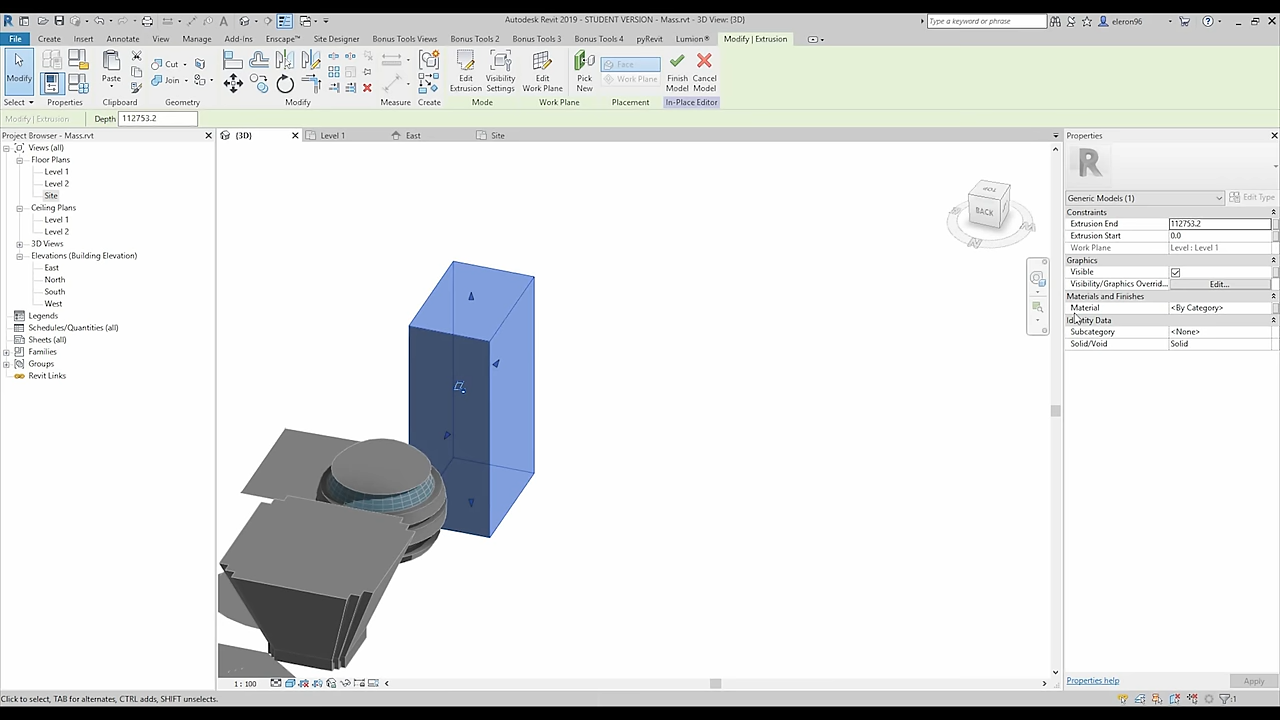 Autodesk Revit 2019 - STUDENT VERSION - Mass.rvt - 3D View: {3D}
Type a keyword or phrase
eleron96
File Create Insert Annotate View Manage Add-Ins Enscape™ Site Designer Bonus Tools View Bonus Tools 2 Bonus Tools 3 Bonus Tools 4 pyRevit Lumion® Modify | Extrusion
Modify
Paste
Cut
Join
Edit Extrusion
Visibility Settings
Edit Work Plane
Pick New
Face
Work Plane
Finish Model
Cancel Model
Select Properties Clipboard Geometry Modify Measure Create Mode Work Plane Placement In-Place Editor
Modify | Extrusion Depth 112753.2
Project Browser - Mass.rvt
Views (all)
Floor Plans
Level 1
Level 2
Site
Ceiling Plans
Level 1
Level 2
3D Views
Elevations (Building Elevation)
East
North
South
West
Legends
Schedules/Quantities (all)
Sheets (all)
Families
Groups
Revit Links
{3D} Level 1 East Site
TOP
BACK
N
1 : 100
Properties
R
Generic Models (1) Edit Type
Constraints
Extrusion End 112753.2
Extrusion Start 0.0
Work Plane Level : Level 1
Graphics
Visible
Visibility/Graphics Overrid... Edit...
Materials and Finishes
Material <By Category>
Identity Data
Subcategory <None>
Solid/Void Solid
Properties help Apply
Click to select, TAB for alternates, CTRL adds, SHIFT unselects.
:1